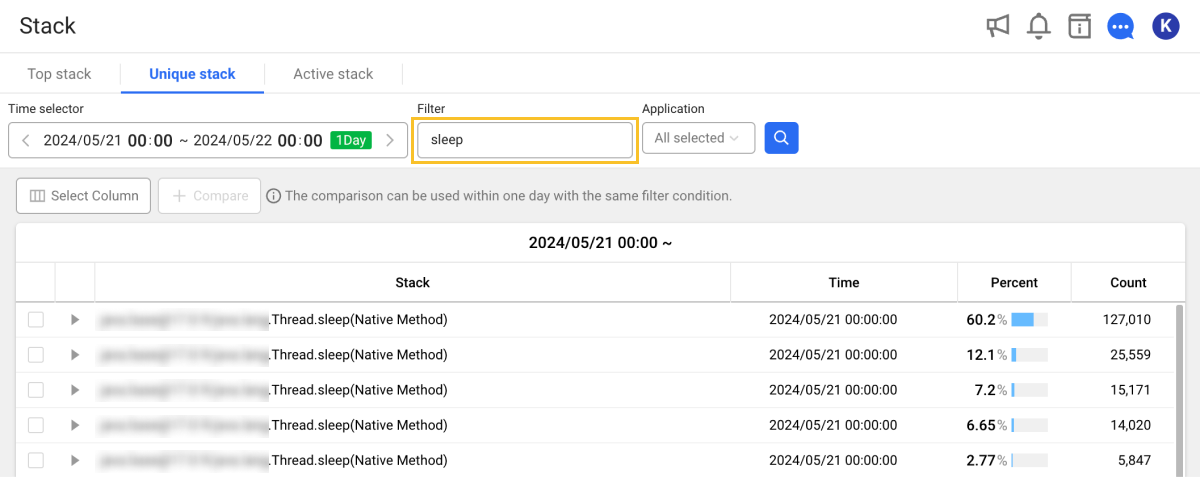 Stack
K
Top stack Unique stack Active stack
Time selector Filter Application
2024/05/21 00:00 ~ 2024/05/22 00:00 1Day sleep All selected
Select Column + Compare The comparison can be used within one day with the same filter condition.
2024/05/21 00:00 ~
Stack Time Percent Count
.Thread.sleep(Native Method) 2024/05/21 00:00:00 60.2% 127,010
.Thread.sleep(Native Method) 2024/05/21 00:00:00 12.1% 25,559
.Thread.sleep(Native Method) 2024/05/21 00:00:00 7.2% 15,171
.Thread.sleep(Native Method) 2024/05/21 00:00:00 6.65% 14,020
.Thread.sleep(Native Method) 2024/05/21 00:00:00 2.77% 5,847